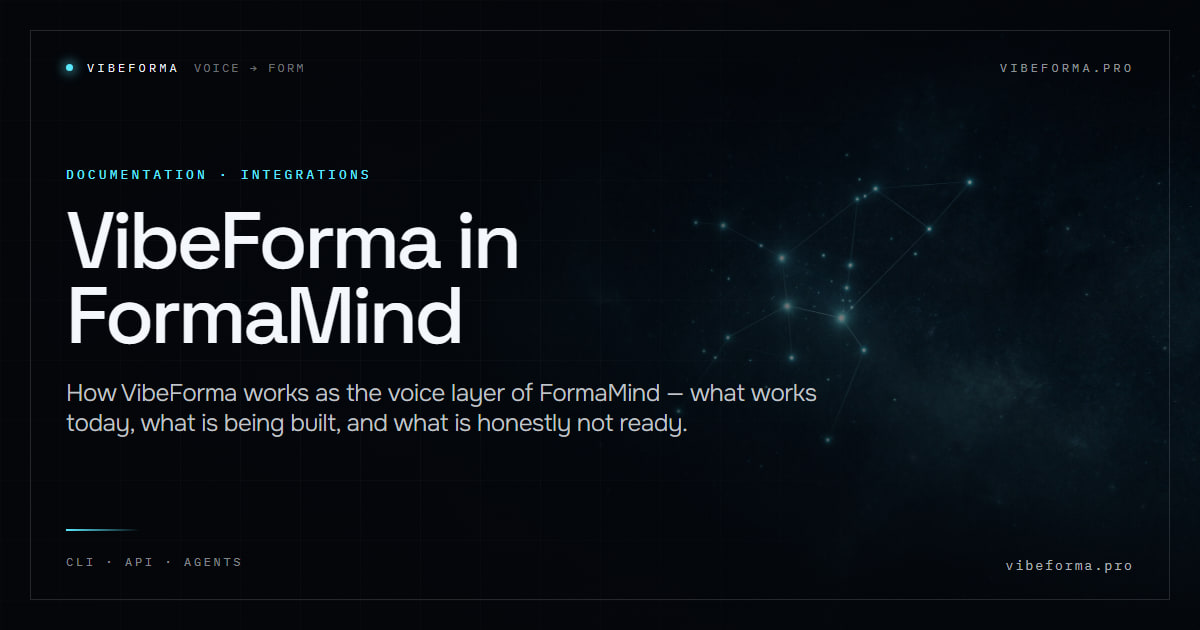 VIBEFORMA VOICE → FORM
VIBEFORMA.PRO
DOCUMENTATION · INTEGRATIONS
VibeForma in
FormaMind
How VibeForma works as the voice layer of FormaMind — what works
today, what is being built, and what is honestly not ready.
CLI · API · AGENTS
vibeforma.pro